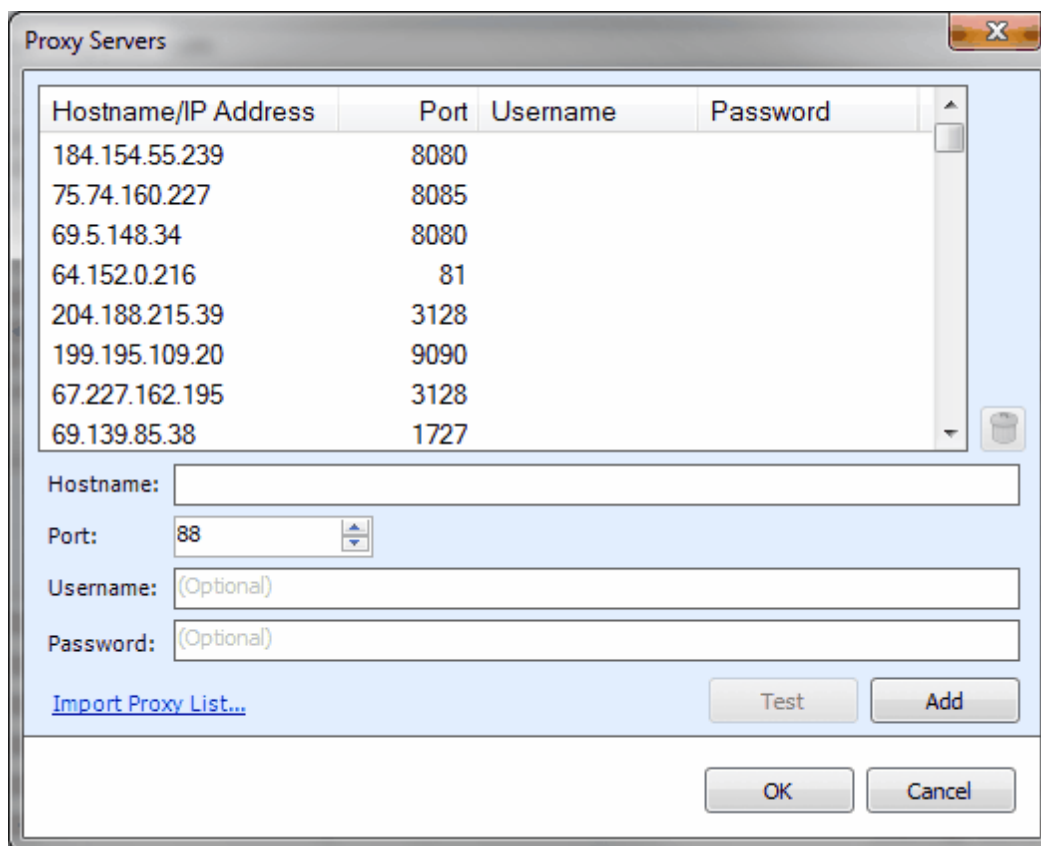 Proxy Servers
Hostname/IP Address Port Username Password
184.154.55.239 8080
75.74.160.227 8085
69.5.148.34 8080
64.152.0.216 81
204.188.215.39 3128
199.195.109.20 9090
67.227.162.195 3128
69.139.85.38 1727
Hostname:
Port: 88
Username: (Optional)
Password: (Optional)
Import Proxy List... Test Add
OK Cancel